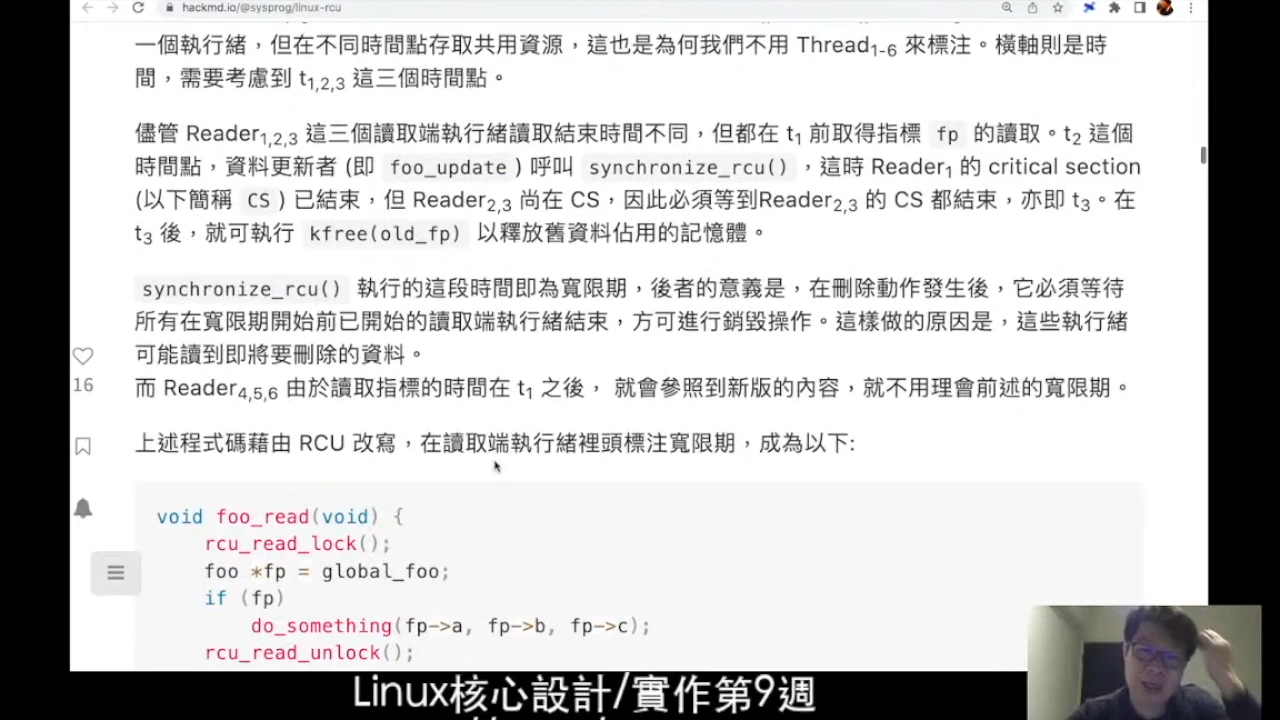 hackmd.io/@sysprog/linux-rcu
一個執行緒，但在不同時間點存取共用資源，這也是為何我們不用 Thread1-6 來標注。橫軸則是時
間，需要考慮到 t1,2,3 這三個時間點。
儘管 Reader1,2,3 這三個讀取端執行緒讀取結束時間不同，但都在 t1 前取得指標 fp 的讀取。t2 這個
時間點，資料更新者 (即 foo_update ) 呼叫 synchronize_rcu() ，這時 Reader1 的 critical section
(以下簡稱 CS ) 已結束，但 Reader2,3 尚在 CS，因此必須等到Reader2,3 的 CS 都結束，亦即 t3。在
t3 後，就可執行 kfree(old_fp) 以釋放舊資料佔用的記憶體。
synchronize_rcu() 執行的這段時間即為寬限期，後者的意義是，在刪除動作發生後，它必須等待
所有在寬限期開始前已開始的讀取端執行緒結束，方可進行銷毀操作。這樣做的原因是，這些執行緒
可能讀到即將要刪除的資料。
16
而 Reader4,5,6 由於讀取指標的時間在 t1 之後， 就會參照到新版的內容，就不用理會前述的寬限期。
上述程式碼藉由 RCU 改寫，在讀取端執行緒裡頭標注寬限期，成為以下:
void foo_read(void) {
rcu_read_lock();
foo *fp = global_foo;
if (fp)
do_something(fp->a, fp->b, fp->c);
rcu_read_unlock();
Linux核心設計/實作第9週